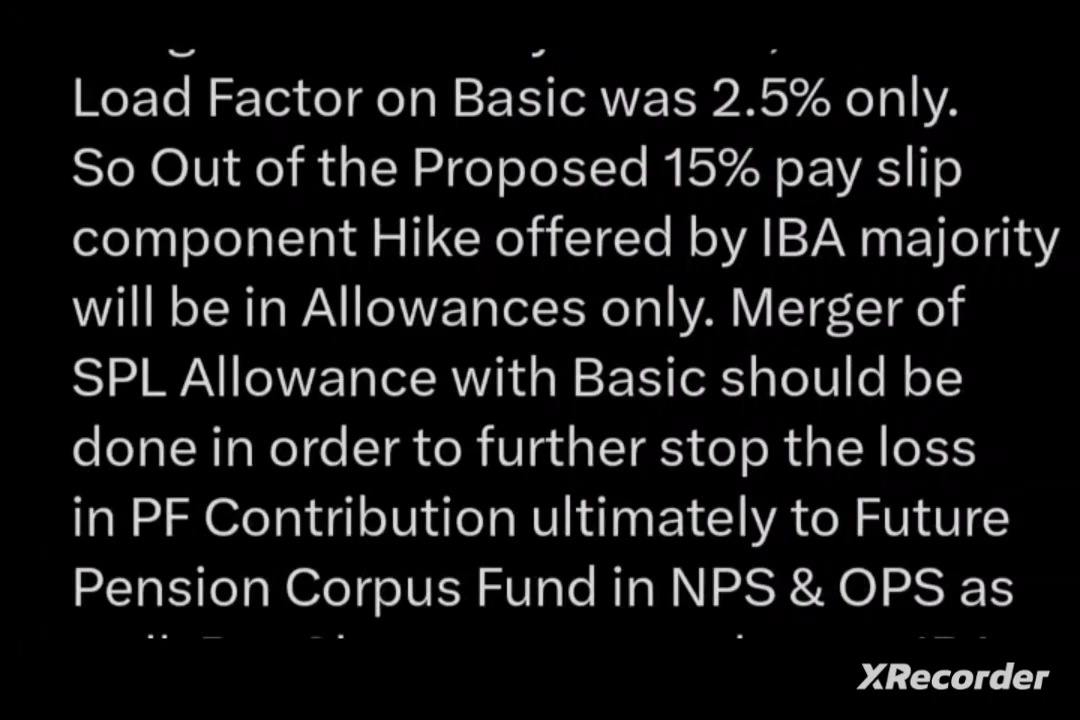 Load Factor on Basic was 2.5% only.
So Out of the Proposed 15% pay slip
component Hike offered by IBA majority
will be in Allowances only. Merger of
SPL Allowance with Basic should be
done in order to further stop the loss
in PF Contribution ultimately to Future
Pension Corpus Fund in NPS & OPS as
XRecorder